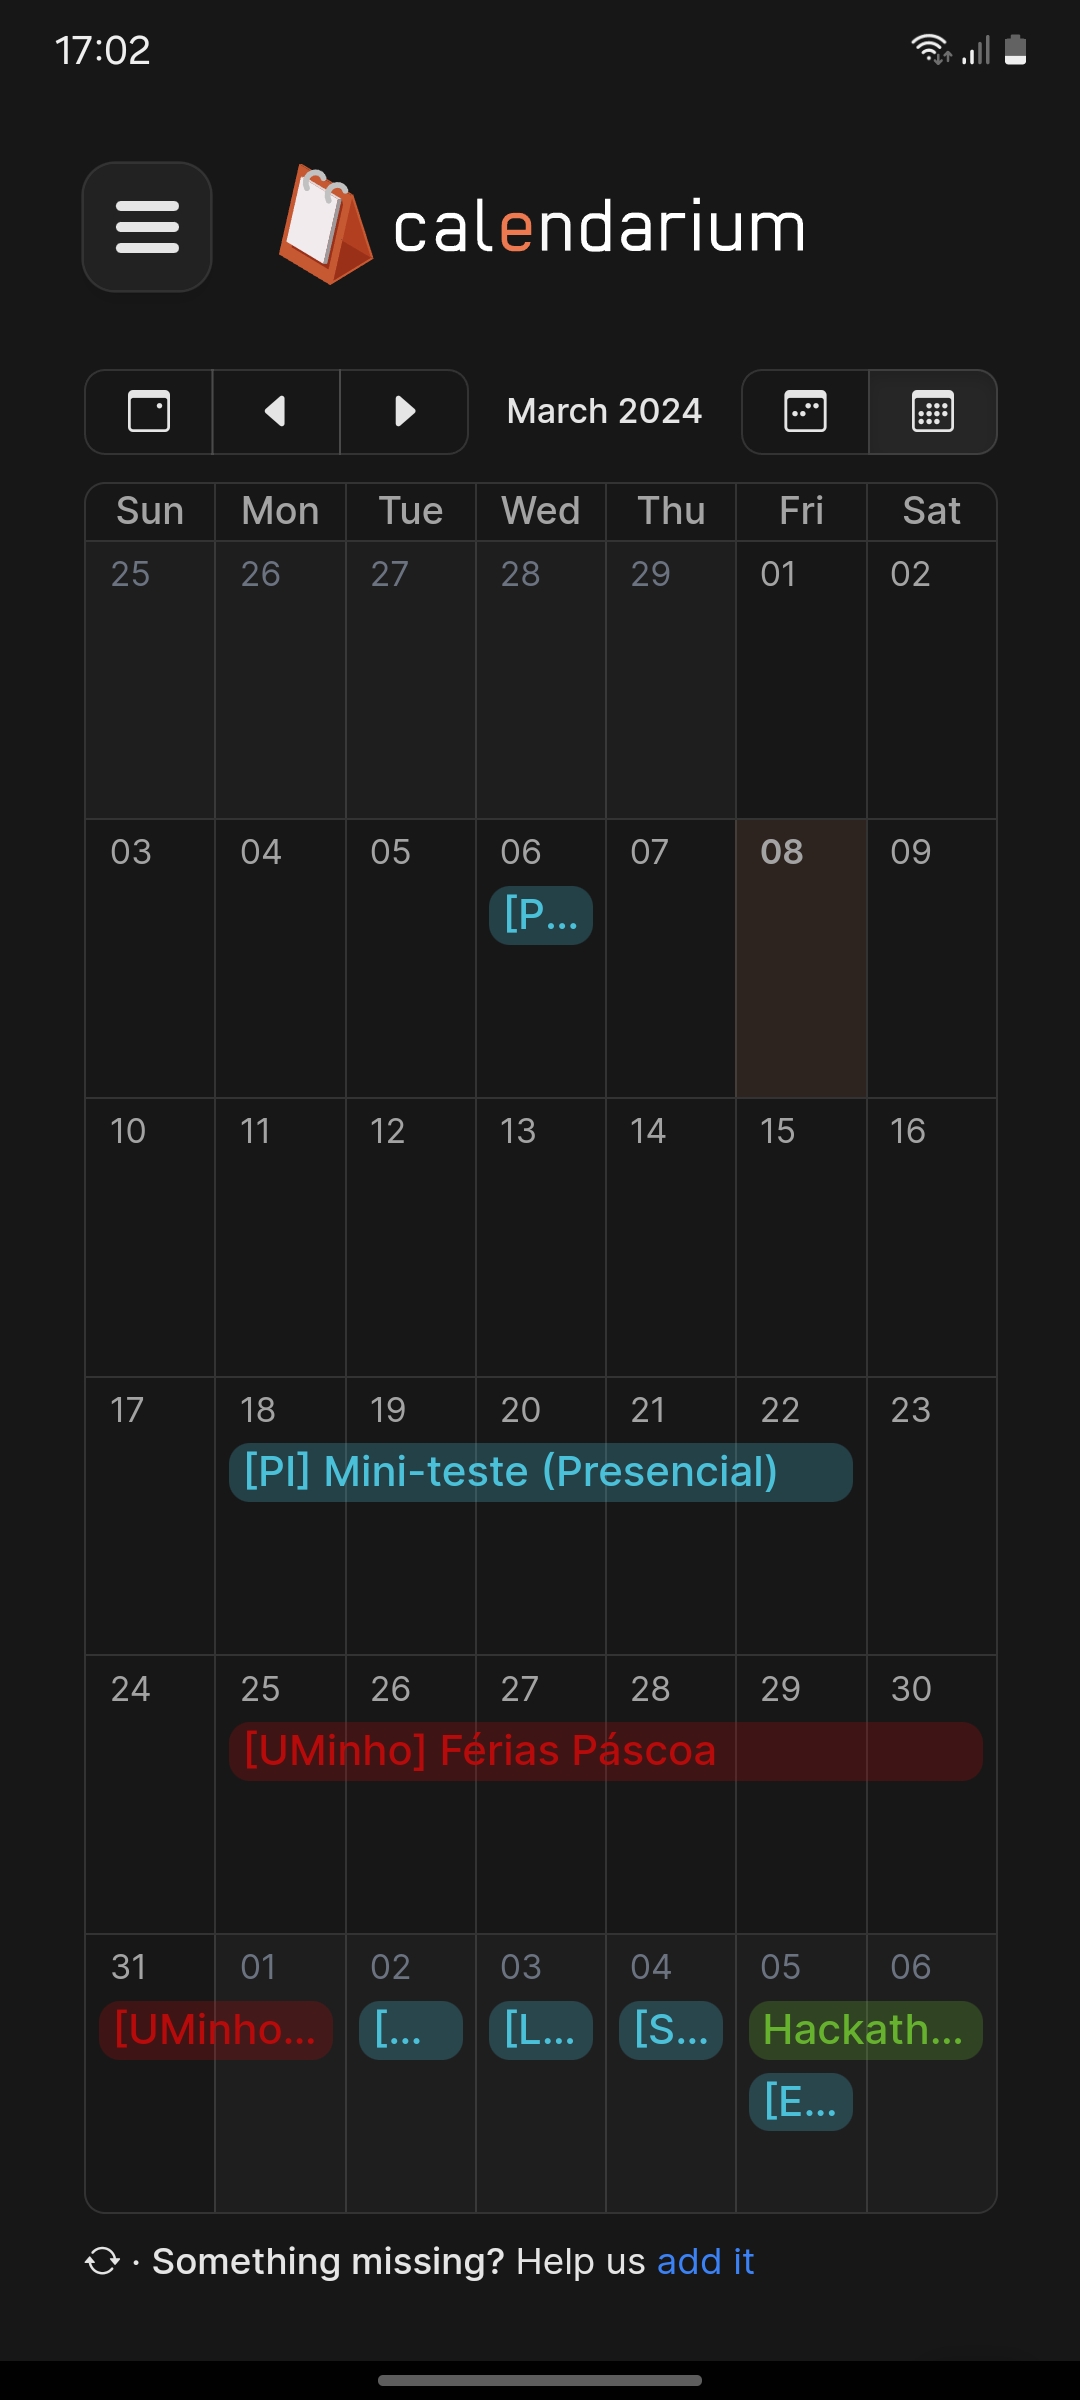 17:02
calendarium
March 2024
Sun Mon Tue Wed Thu Fri Sat
25 26 27 28 29 01 02
03 04 05 06 07 08 09
[P...
10 11 12 13 14 15 16
17 18 19 20 21 22 23
[PI] Mini-teste (Presencial)
24 25 26 27 28 29 30
[UMinho] Férias Páscoa
31 01 02 03 04 05 06
[UMinho... [... [L... [S... Hackath...
[E...
· Something missing? Help us add it